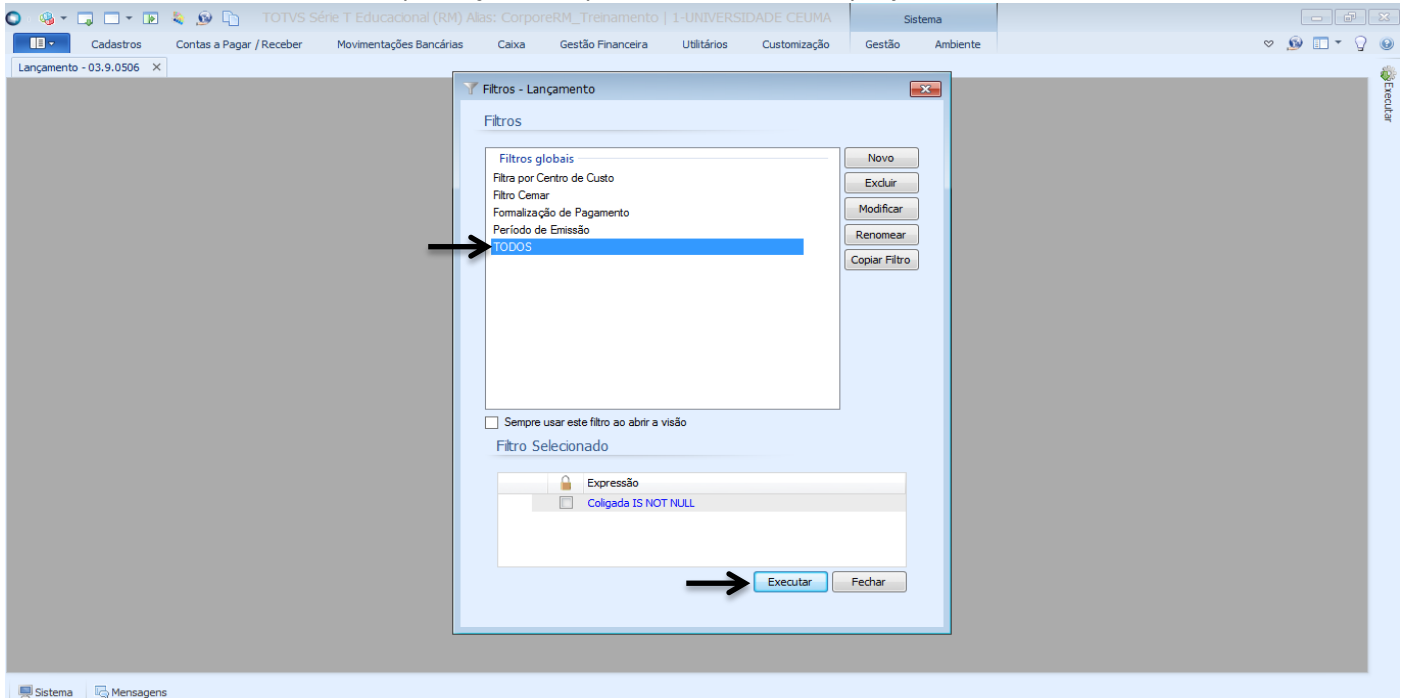 TOTVS Série T Educacional (RM) Alias: CorporeRM_Treinamento | 1-UNIVERSIDADE CEUMA
Sistema
Cadastros Contas a Pagar / Receber Movimentações Bancárias Caixa Gestão Financeira Utilitários Customização Gestão Ambiente
Lançamento - 03.9.0506
Executar
Filtros - Lançamento
Filtros
Filtros globais
Filtra por Centro de Custo
Filtro Cemar
Formalização de Pagamento
Período de Emissão
TODOS
Novo
Excluir
Modificar
Renomear
Copiar Filtro
Sempre usar este filtro ao abrir a visão
Filtro Selecionado
Expressão
Coligada IS NOT NULL
Executar Fechar
Sistema Mensagens